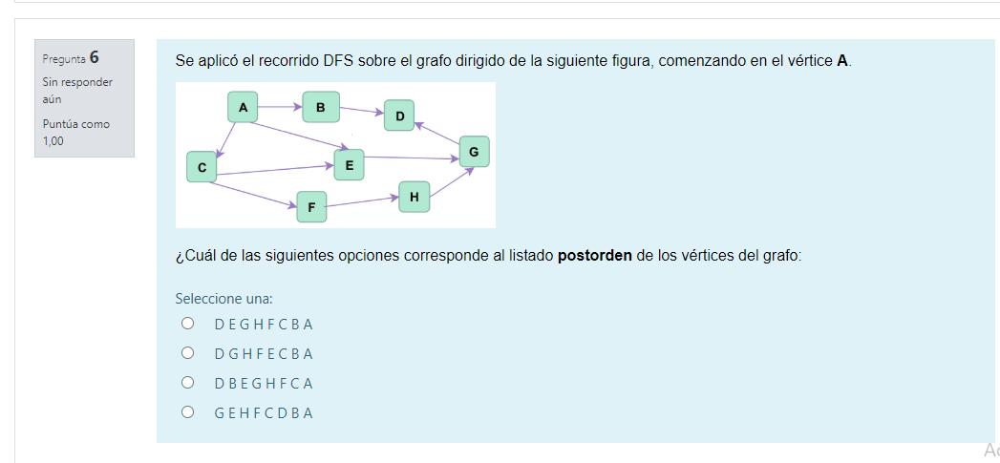 Pregunta 6
Sin responder
aún
Puntúa como
1,00
Se aplicó el recorrido DFS sobre el grafo dirigido de la siguiente figura, comenzando en el vértice A.
A
B
D
G
C
E
H
F
¿Cuál de las siguientes opciones corresponde al listado postorden de los vértices del grafo:
Seleccione una:
D E G H F C B A
D G H F E C B A
D B E G H F C A
G E H F C D B A